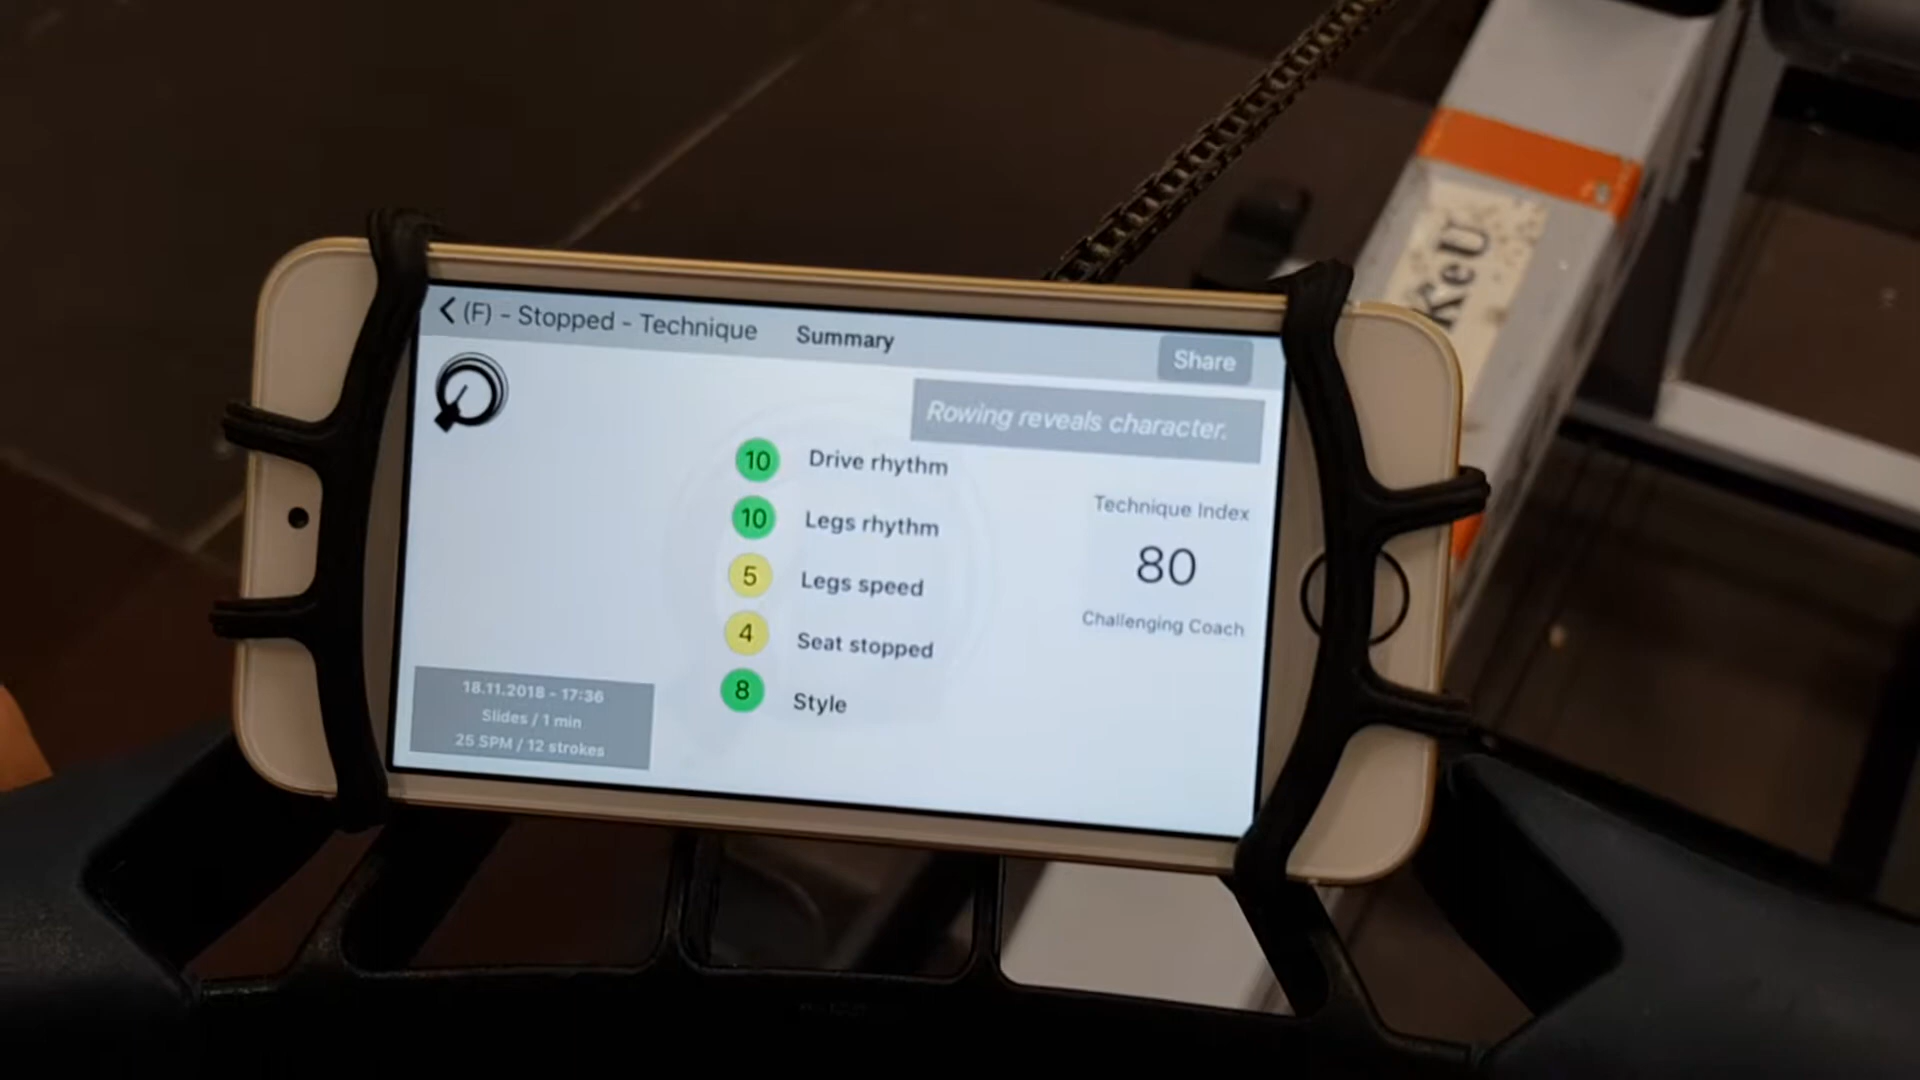 (F) - Stopped - Technique
Summary
Share
Rowing reveals character.
10 Drive rhythm
10 Legs rhythm
5 Legs speed
4 Seat stopped
8 Style
Technique Index
80
Challenging Coach
18.11.2018 - 17:36
Slides / 1 min
25 SPM / 12 strokes
KeU